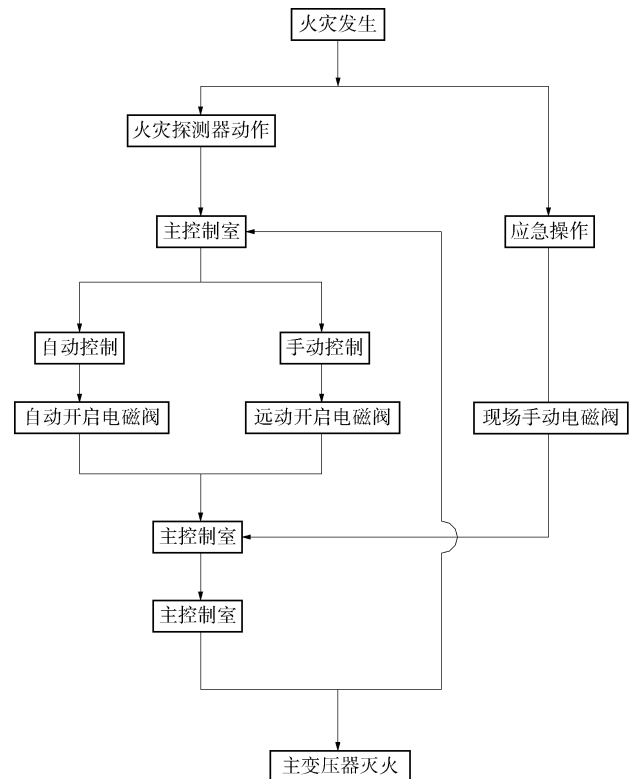 火灾发生
火灾探测器动作
主控制室
应急操作
自动控制
手动控制
自动开启电磁阀
远动开启电磁阀
现场手动电磁阀
主控制室
主控制室
主变压器灭火